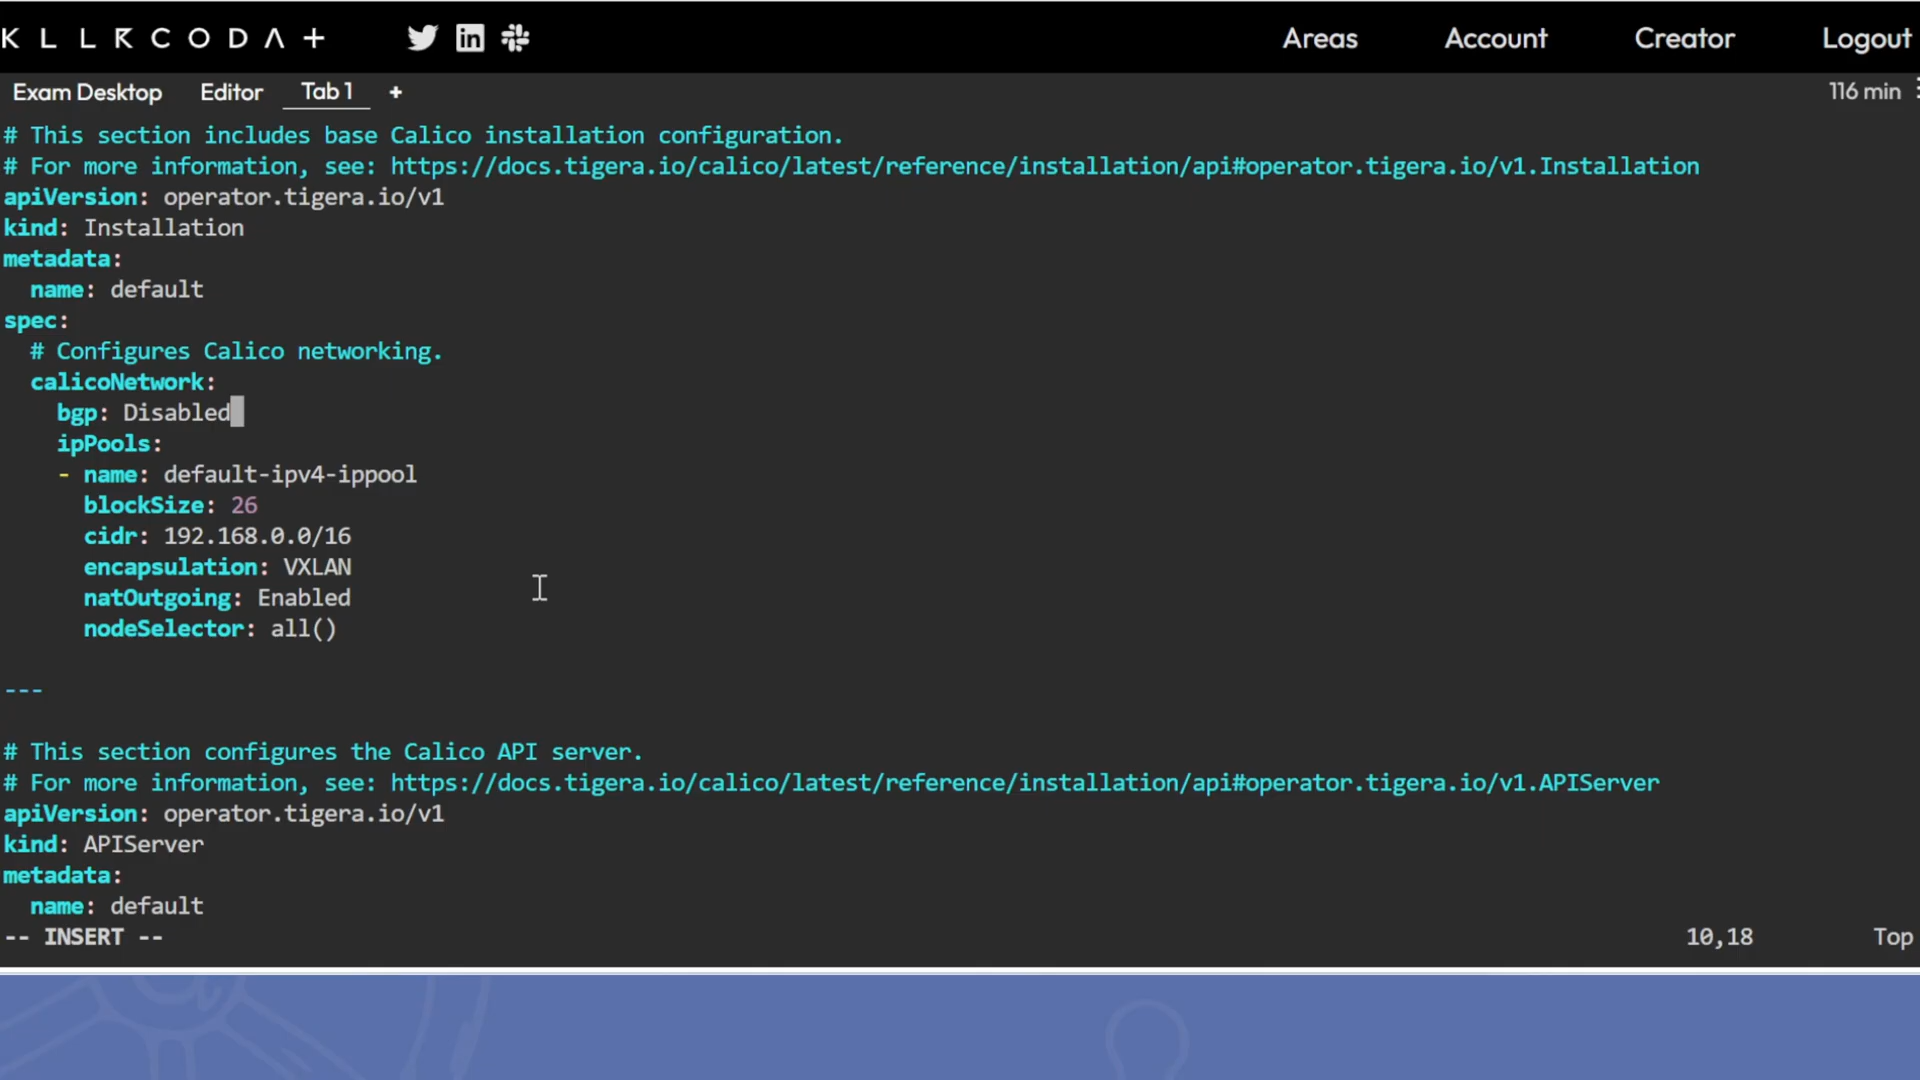 KLLRCODA+
Areas Account Creator Logout
Exam Desktop Editor Tab 1 + 116 min
# This section includes base Calico installation configuration.
# For more information, see: https://docs.tigera.io/calico/latest/reference/installation/api#operator.tigera.io/v1.Installation
apiVersion: operator.tigera.io/v1
kind: Installation
metadata:
  name: default
spec:
  # Configures Calico networking.
  calicoNetwork:
    bgp: Disabled
    ipPools:
    - name: default-ipv4-ippool
      blockSize: 26
      cidr: 192.168.0.0/16
      encapsulation: VXLAN
      natOutgoing: Enabled
      nodeSelector: all()
---
# This section configures the Calico API server.
# For more information, see: https://docs.tigera.io/calico/latest/reference/installation/api#operator.tigera.io/v1.APIServer
apiVersion: operator.tigera.io/v1
kind: APIServer
metadata:
  name: default
-- INSERT -- 10,18 Top